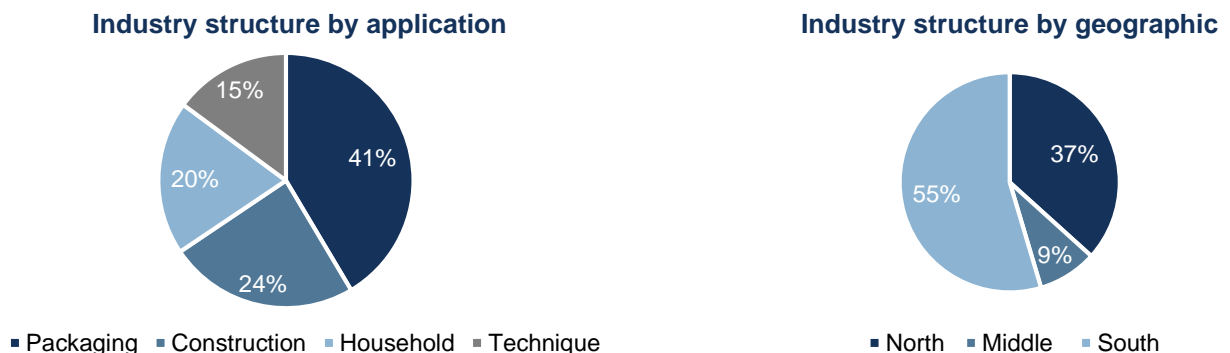 Industry structure by application
15%
41%
20%
24%
Packaging Construction Household Technique
Industry structure by geographic
37%
55%
9%
North Middle South